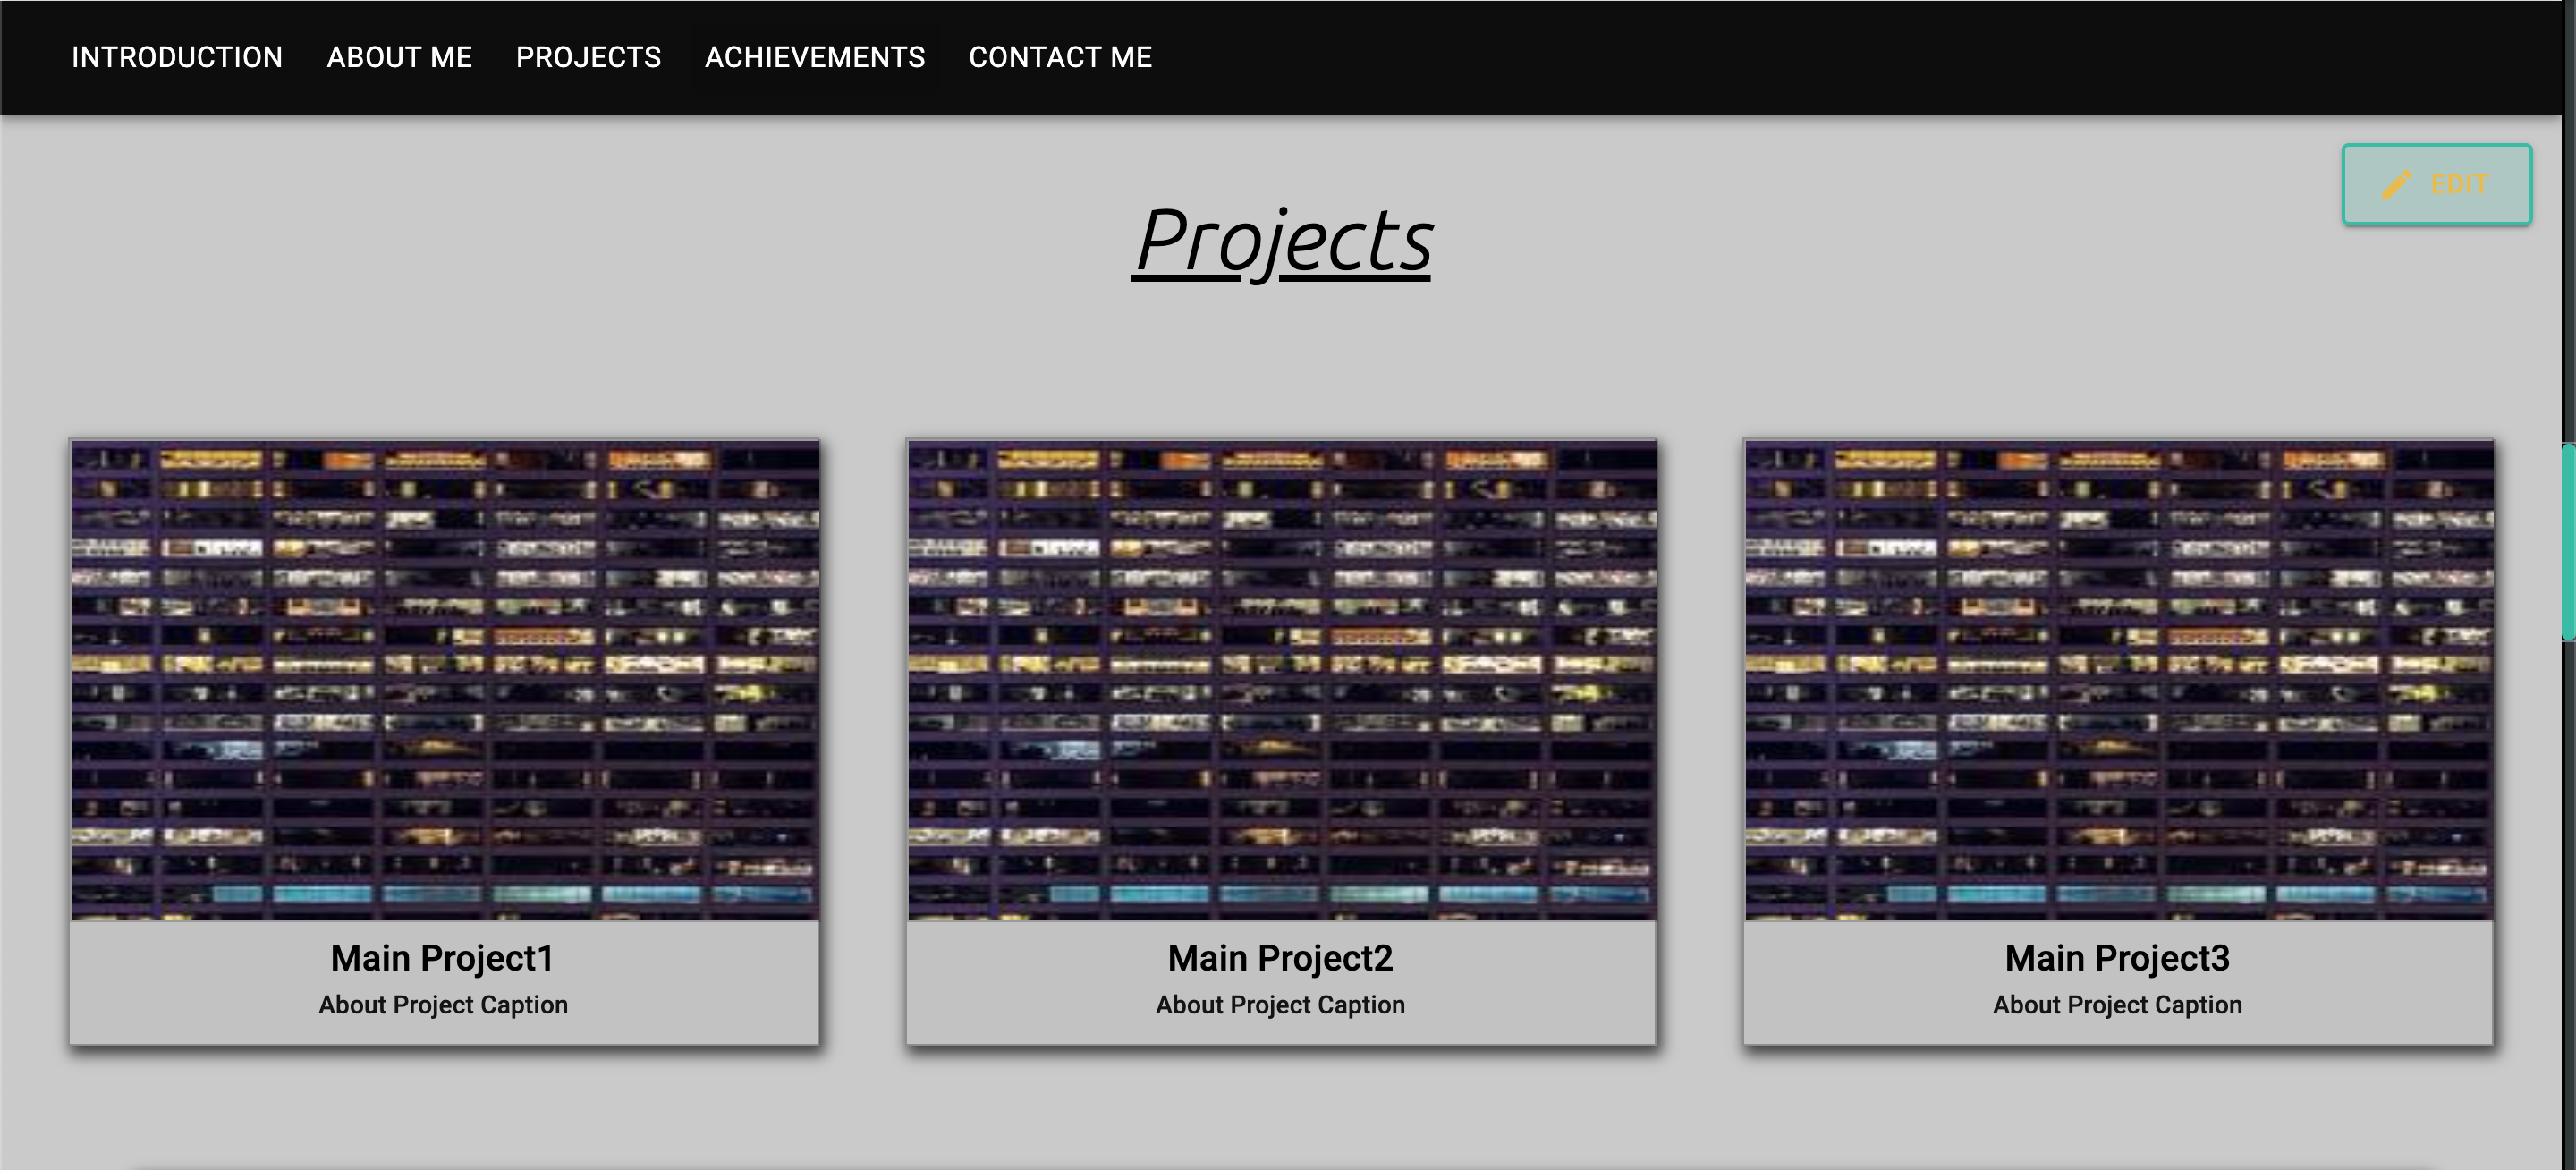 INTRODUCTION ABOUT ME PROJECTS ACHIEVEMENTS CONTACT ME
EDIT
Projects
Main Project1
About Project Caption
Main Project2
About Project Caption
Main Project3
About Project Caption